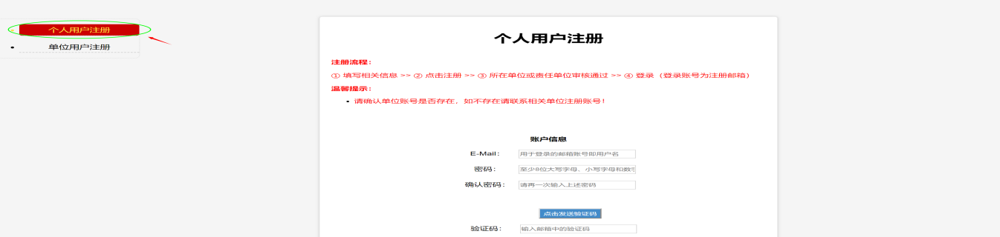 个人用户注册
单位用户注册
个人用户注册
注册流程：
① 填写相关信息 >> ② 点击注册 >> ③ 所在单位或责任单位审核通过 >> ④ 登录（登录账号为注册邮箱）
温馨提示：
请确认单位账号是否存在，如不存在请联系相关单位注册账号！
账户信息
E-Mail： 用于登录的邮箱账号即用户名
密码： 至少8位大写字母、小写字母和数字
确认密码： 请再一次输入上述密码
点击发送验证码
验证码： 输入邮箱中的验证码